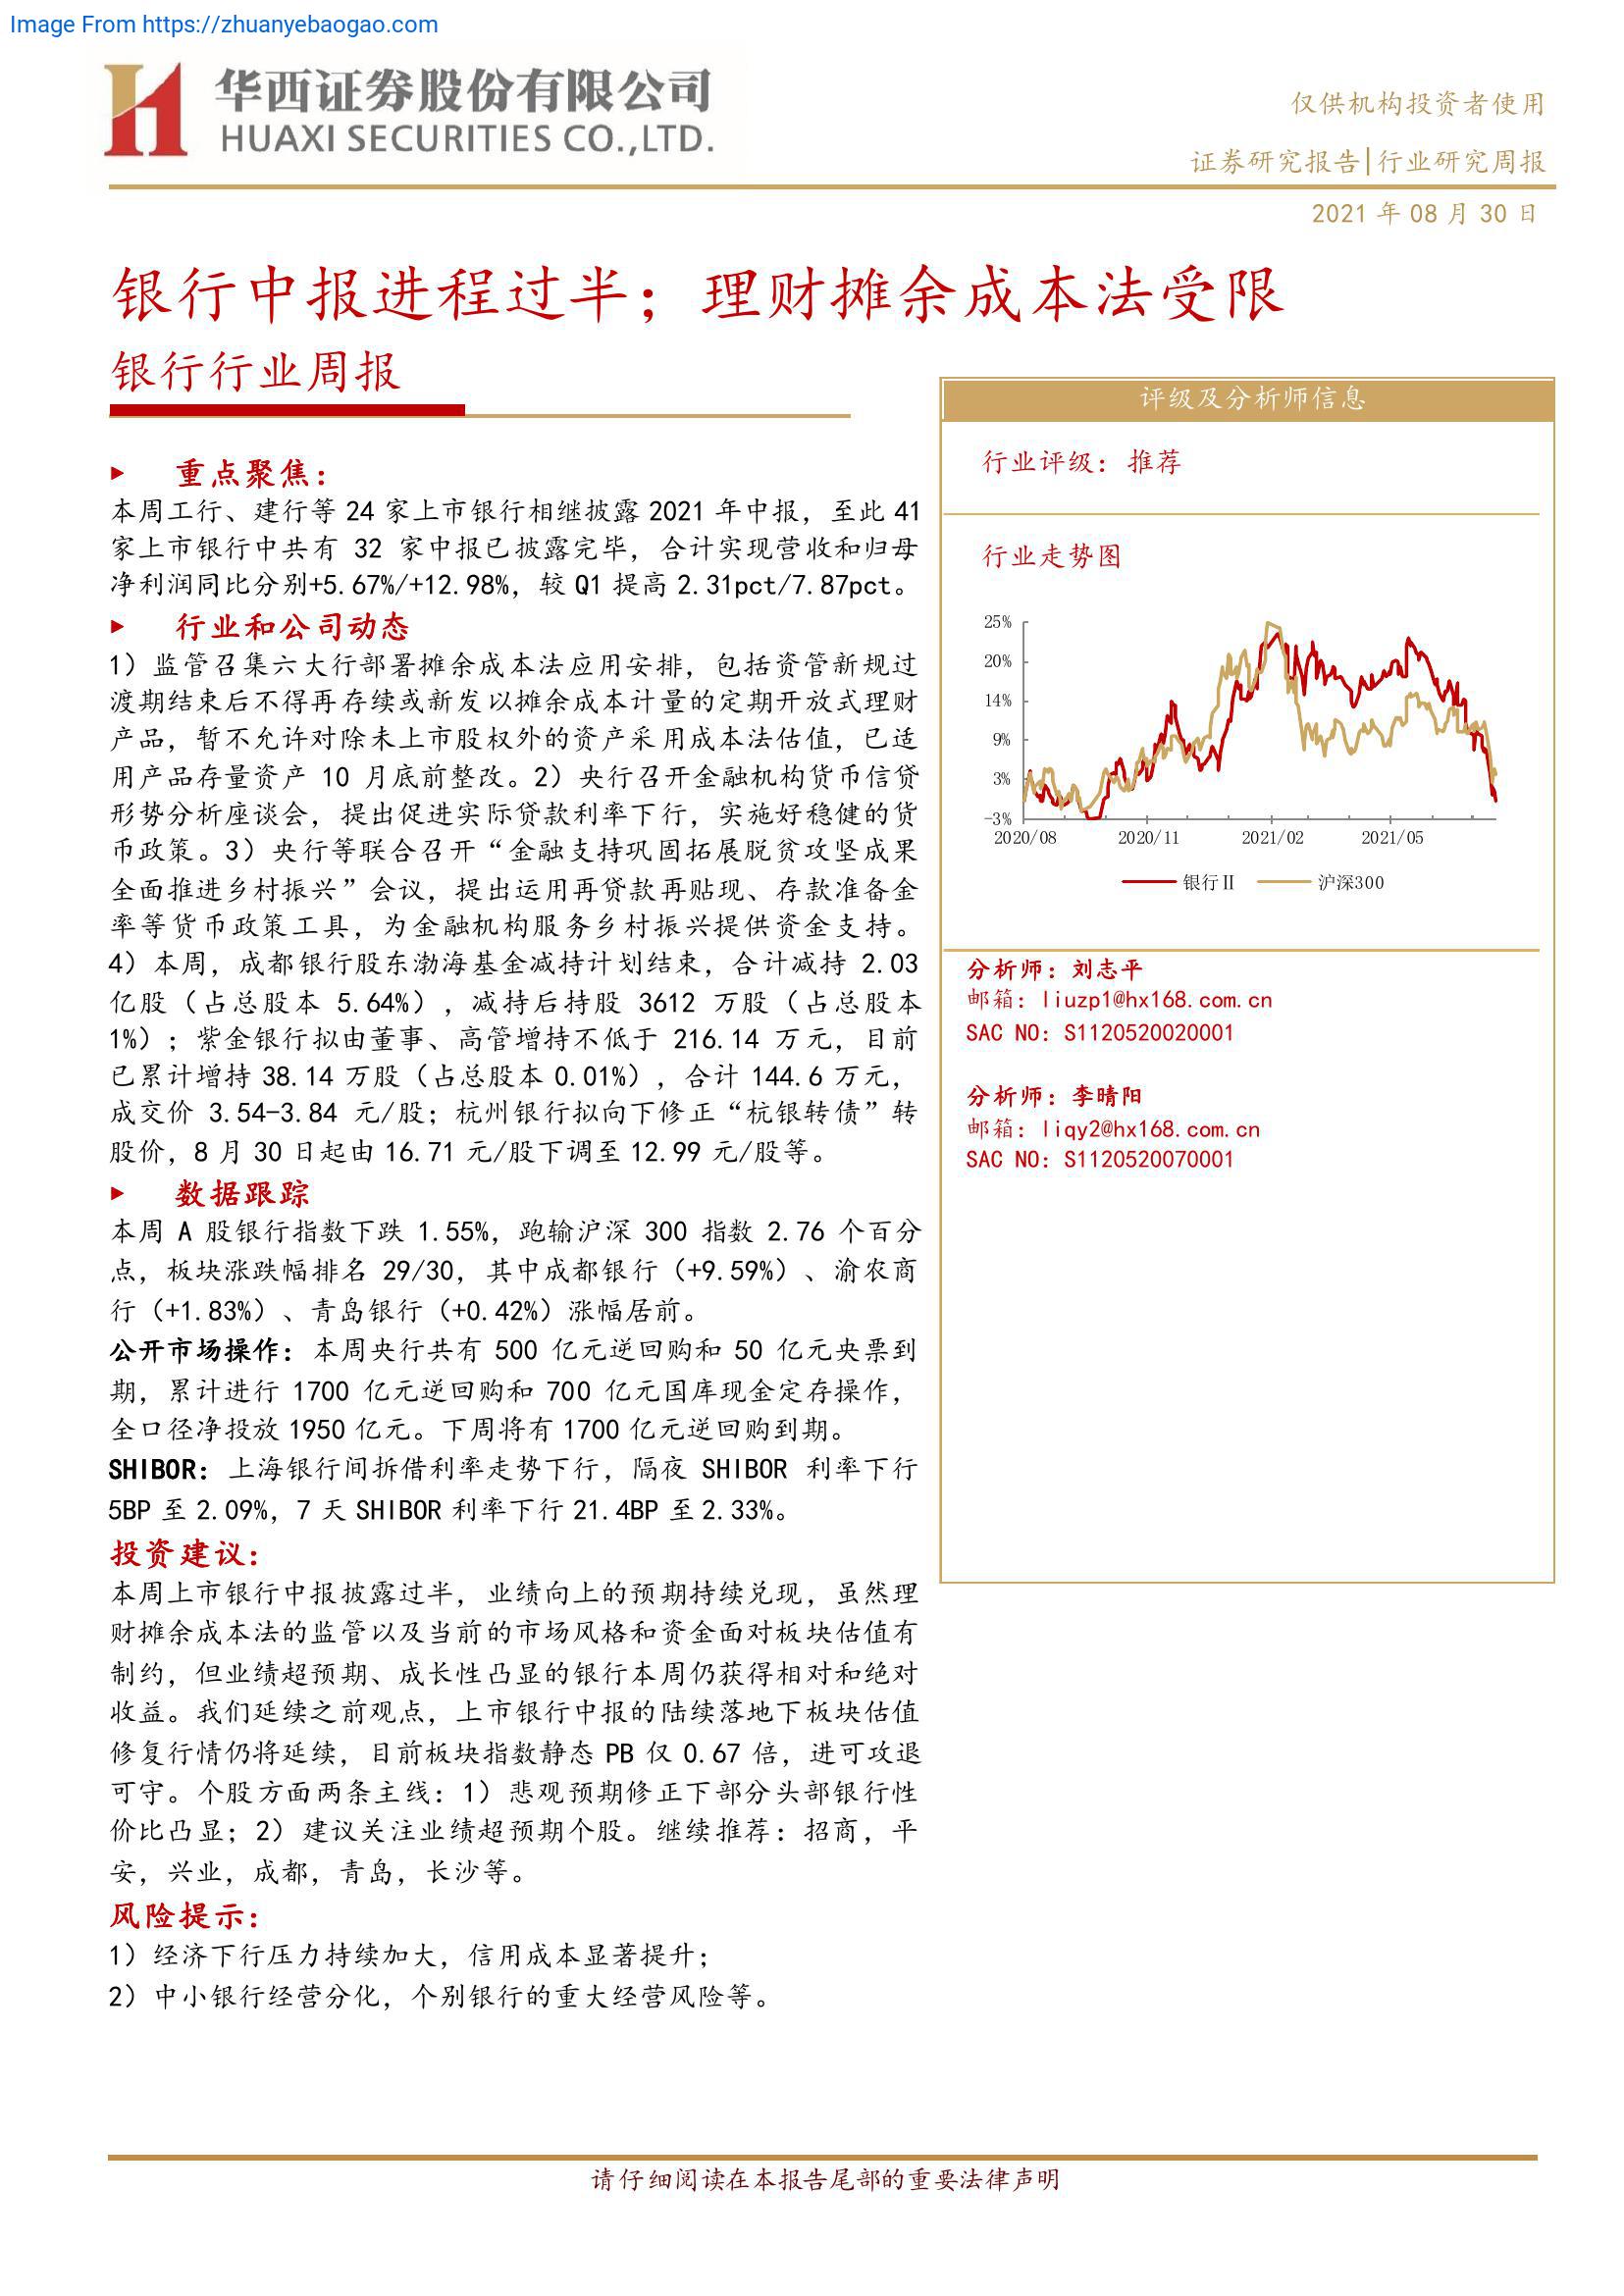 Image From https://zhuanyebaogao.com
华西证券股份有限公司
HUAXI SECURITIES CO.,LTD.
仅供机构投资者使用
证券研究报告|行业研究周报
2021 年 08 月 30 日
银行中报进程过半；理财摊余成本法受限
银行行业周报
重点聚焦：
本周工行、建行等 24 家上市银行相继披露 2021 年中报，至此 41
家上市银行中共有 32 家中报已披露完毕，合计实现营收和归母
净利润同比分别+5.67%/+12.98%，较 Q1 提高 2.31pct/7.87pct。
行业和公司动态
1）监管召集六大行部署摊余成本法应用安排，包括资管新规过
渡期结束后不得再存续或新发以摊余成本计量的定期开放式理财
产品，暂不允许对除未上市股权外的资产采用成本法估值，已适
用产品存量资产 10 月底前整改。2）央行召开金融机构货币信贷
形势分析座谈会，提出促进实际贷款利率下行，实施好稳健的货
币政策。3）央行等联合召开“金融支持巩固拓展脱贫攻坚成果
全面推进乡村振兴”会议，提出运用再贷款再贴现、存款准备金
率等货币政策工具，为金融机构服务乡村振兴提供资金支持。
4）本周，成都银行股东渤海基金减持计划结束，合计减持 2.03
亿股（占总股本 5.64%），减持后持股 3612 万股（占总股本
1%）；紫金银行拟由董事、高管增持不低于 216.14 万元，目前
已累计增持 38.14 万股（占总股本 0.01%），合计 144.6 万元，
成交价 3.54-3.84 元/股；杭州银行拟向下修正“杭银转债”转
股价，8 月 30 日起由 16.71 元/股下调至 12.99 元/股等。
数据跟踪
本周 A 股银行指数下跌 1.55%，跑输沪深 300 指数 2.76 个百分
点，板块涨跌幅排名 29/30，其中成都银行（+9.59%）、渝农商
行（+1.83%）、青岛银行（+0.42%）涨幅居前。
公开市场操作：本周央行共有 500 亿元逆回购和 50 亿元央票到
期，累计进行 1700 亿元逆回购和 700 亿元国库现金定存操作，
全口径净投放 1950 亿元。下周将有 1700 亿元逆回购到期。
SHIBOR：上海银行间拆借利率走势下行，隔夜 SHIBOR 利率下行
5BP 至 2.09%，7 天 SHIBOR 利率下行 21.4BP 至 2.33%。
投资建议：
本周上市银行中报披露过半，业绩向上的预期持续兑现，虽然理
财摊余成本法的监管以及当前的市场风格和资金面对板块估值有
制约，但业绩超预期、成长性凸显的银行本周仍获得相对和绝对
收益。我们延续之前观点，上市银行中报的陆续落地下板块估值
修复行情仍将延续，目前板块指数静态 PB 仅 0.67 倍，进可攻退
可守。个股方面两条主线：1）悲观预期修正下部分头部银行性
价比凸显；2）建议关注业绩超预期个股。继续推荐：招商，平
安，兴业，成都，青岛，长沙等。
风险提示：
1）经济下行压力持续加大，信用成本显著提升；
2）中小银行经营分化，个别银行的重大经营风险等。
评级及分析师信息
行业评级：推荐
行业走势图
25%
20%
14%
9%
3%
-3%
2020/08 2020/11 2021/02 2021/05
银行Ⅱ 沪深300
分析师：刘志平
邮箱：liuzp1@hx168.com.cn
SAC NO：S1120520020001
分析师：李晴阳
邮箱：liqy2@hx168.com.cn
SAC NO：S1120520070001
请仔细阅读在本报告尾部的重要法律声明